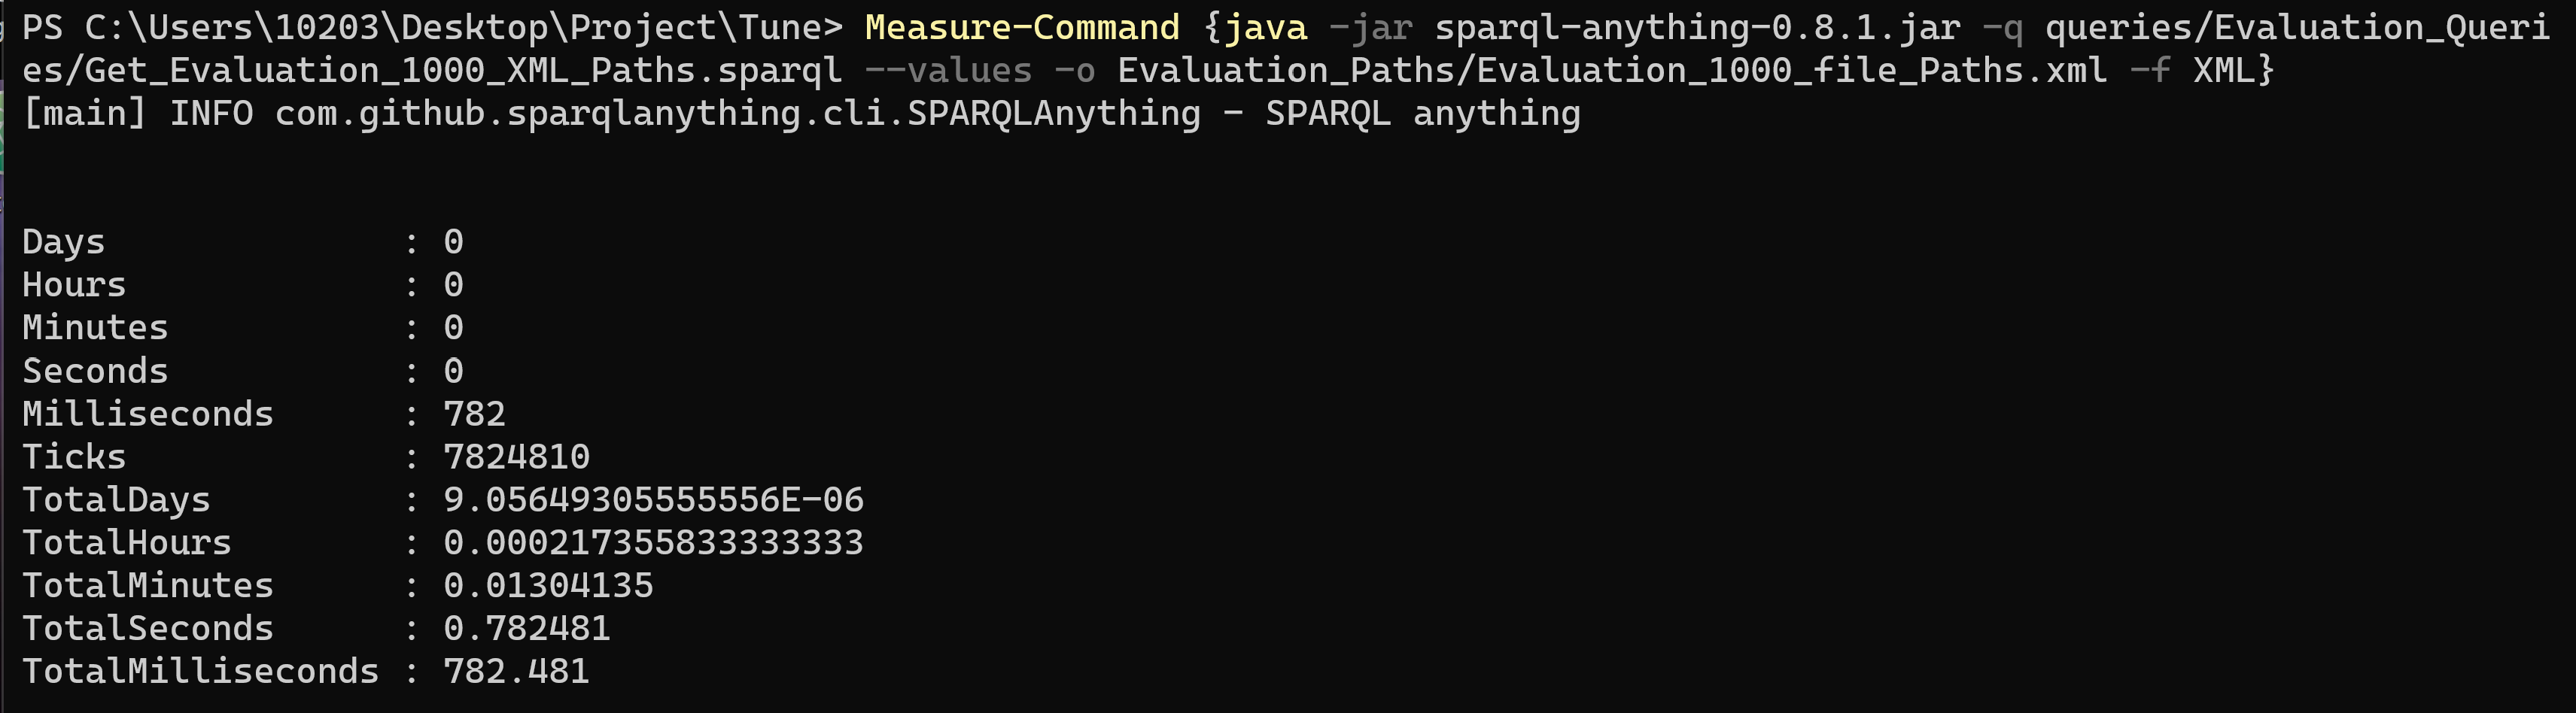 PS C:\Users\10203\Desktop\Project\Tune> Measure-Command {java -jar sparql-anything-0.8.1.jar -q queries/Evaluation_Queri
es/Get_Evaluation_1000_XML_Paths.sparql --values -o Evaluation_Paths/Evaluation_1000_file_Paths.xml -f XML}
[main] INFO com.github.sparqlanything.cli.SPARQLAnything - SPARQL anything
Days              : 0
Hours             : 0
Minutes           : 0
Seconds           : 0
Milliseconds      : 782
Ticks             : 7824810
TotalDays         : 9.05649305555556E-06
TotalHours        : 0.000217355833333333
TotalMinutes      : 0.01304135
TotalSeconds      : 0.782481
TotalMilliseconds : 782.481